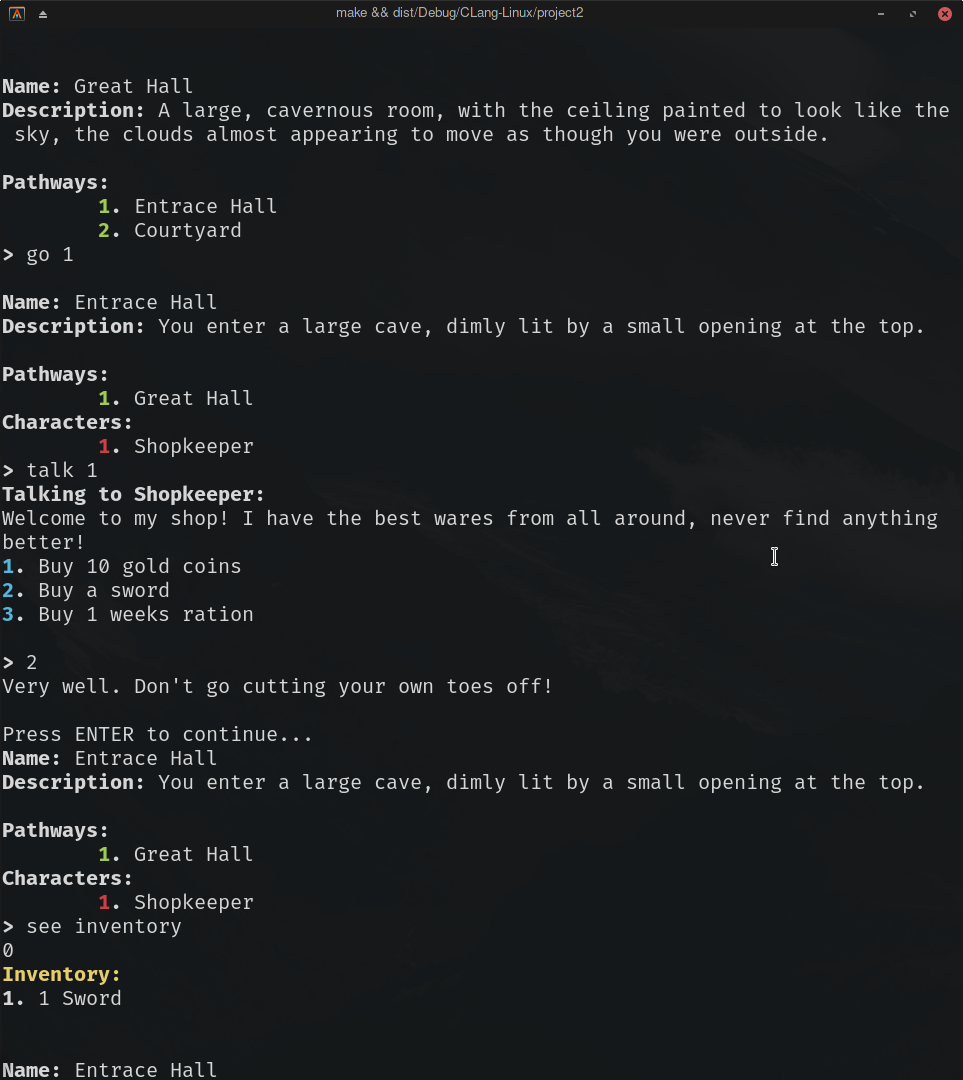 make && dist/Debug/CLang-Linux/project2
Name: Great Hall
Description: A large, cavernous room, with the ceiling painted to look like the
sky, the clouds almost appearing to move as though you were outside.
Pathways:
1. Entrace Hall
2. Courtyard
> go 1
Name: Entrace Hall
Description: You enter a large cave, dimly lit by a small opening at the top.
Pathways:
1. Great Hall
Characters:
1. Shopkeeper
> talk 1
Talking to Shopkeeper:
Welcome to my shop! I have the best wares from all around, never find anything
better!
1. Buy 10 gold coins
2. Buy a sword
3. Buy 1 weeks ration
> 2
Very well. Don't go cutting your own toes off!
Press ENTER to continue...
Name: Entrace Hall
Description: You enter a large cave, dimly lit by a small opening at the top.
Pathways:
1. Great Hall
Characters:
1. Shopkeeper
> see inventory
0
Inventory:
1. 1 Sword
Name: Entrace Hall